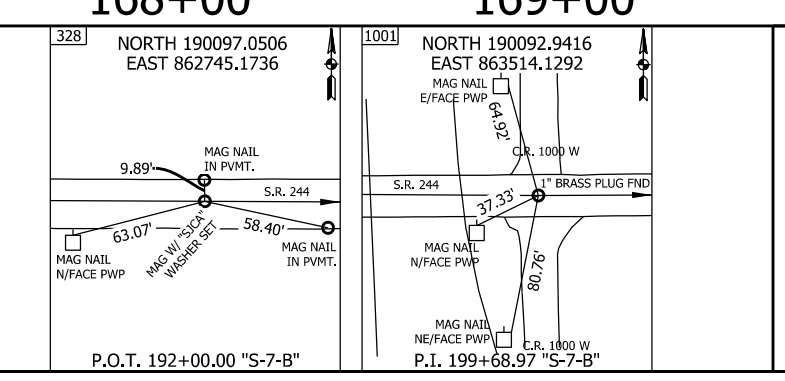 168+00
169+00
328
NORTH 190097.0506
EAST 862745.1736
MAG NAIL
IN PVMT.
9.89'
S.R. 244
63.07'
MAG W/ "SJCA"
WASHER SET
58.40'
MAG NAIL
N/FACE PWP
MAG NAIL
IN PVMT.
P.O.T. 192+00.00 "S-7-B"
1001
NORTH 190092.9416
EAST 863514.1292
MAG NAIL
E/FACE PWP
64.92'
C.R. 1000 W
S.R. 244
1" BRASS PLUG FND
37.33'
MAG NAIL
N/FACE PWP
80.76'
MAG NAIL
NE/FACE PWP
C.R. 1000 W
P.I. 199+68.97 "S-7-B"